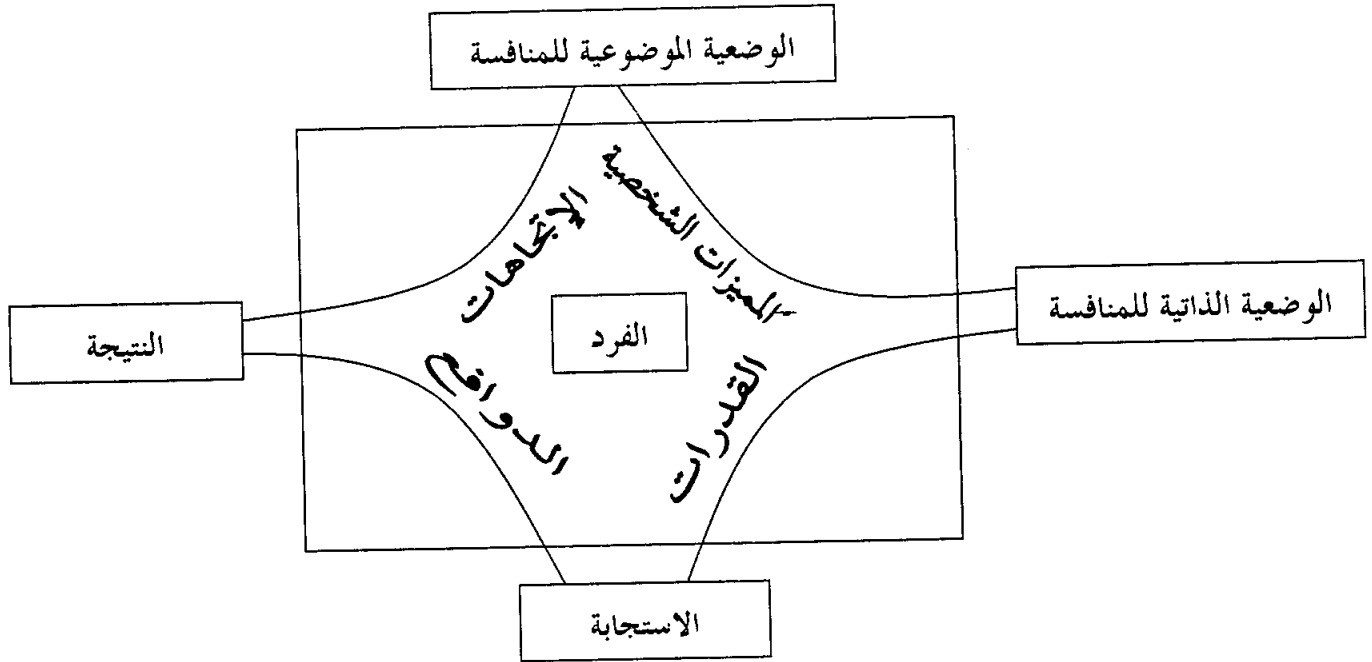 الوضعية الموضوعية للمنافسة
المميزات الشخصية
الإتجاهات
الوضعية الذاتية للمنافسة
الفرد
النتيجة
القدرات
الدوافع
الاستجابة